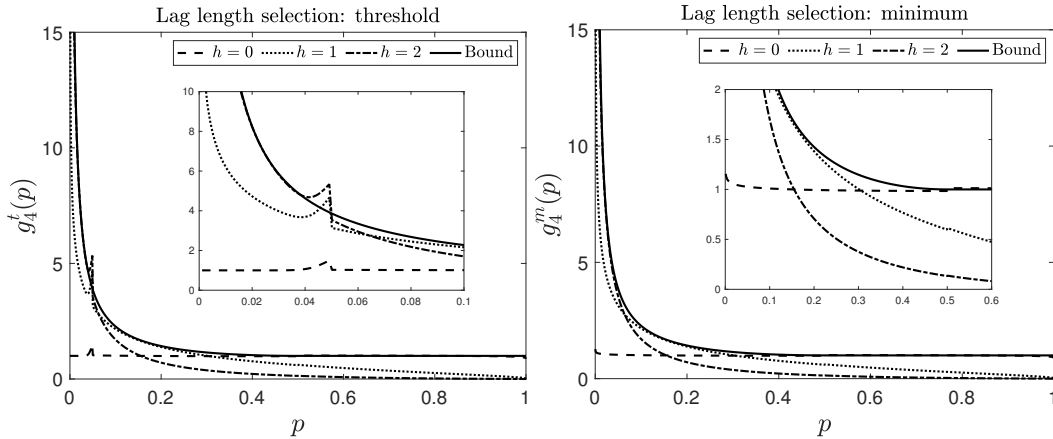 Lag length selection: threshold
15
10
5
0
g₄ᵗ(p)
h = 0 h = 1 h = 2 Bound
10
8
6
4
2
0
0 0.02 0.04 0.06 0.08 0.1
0 0.2 0.4 0.6 0.8 1
p
Lag length selection: minimum
15
10
5
0
g₄ᵐ(p)
h = 0 h = 1 h = 2 Bound
2
1.5
1
0.5
0
0 0.1 0.2 0.3 0.4 0.5 0.6
0 0.2 0.4 0.6 0.8 1
p